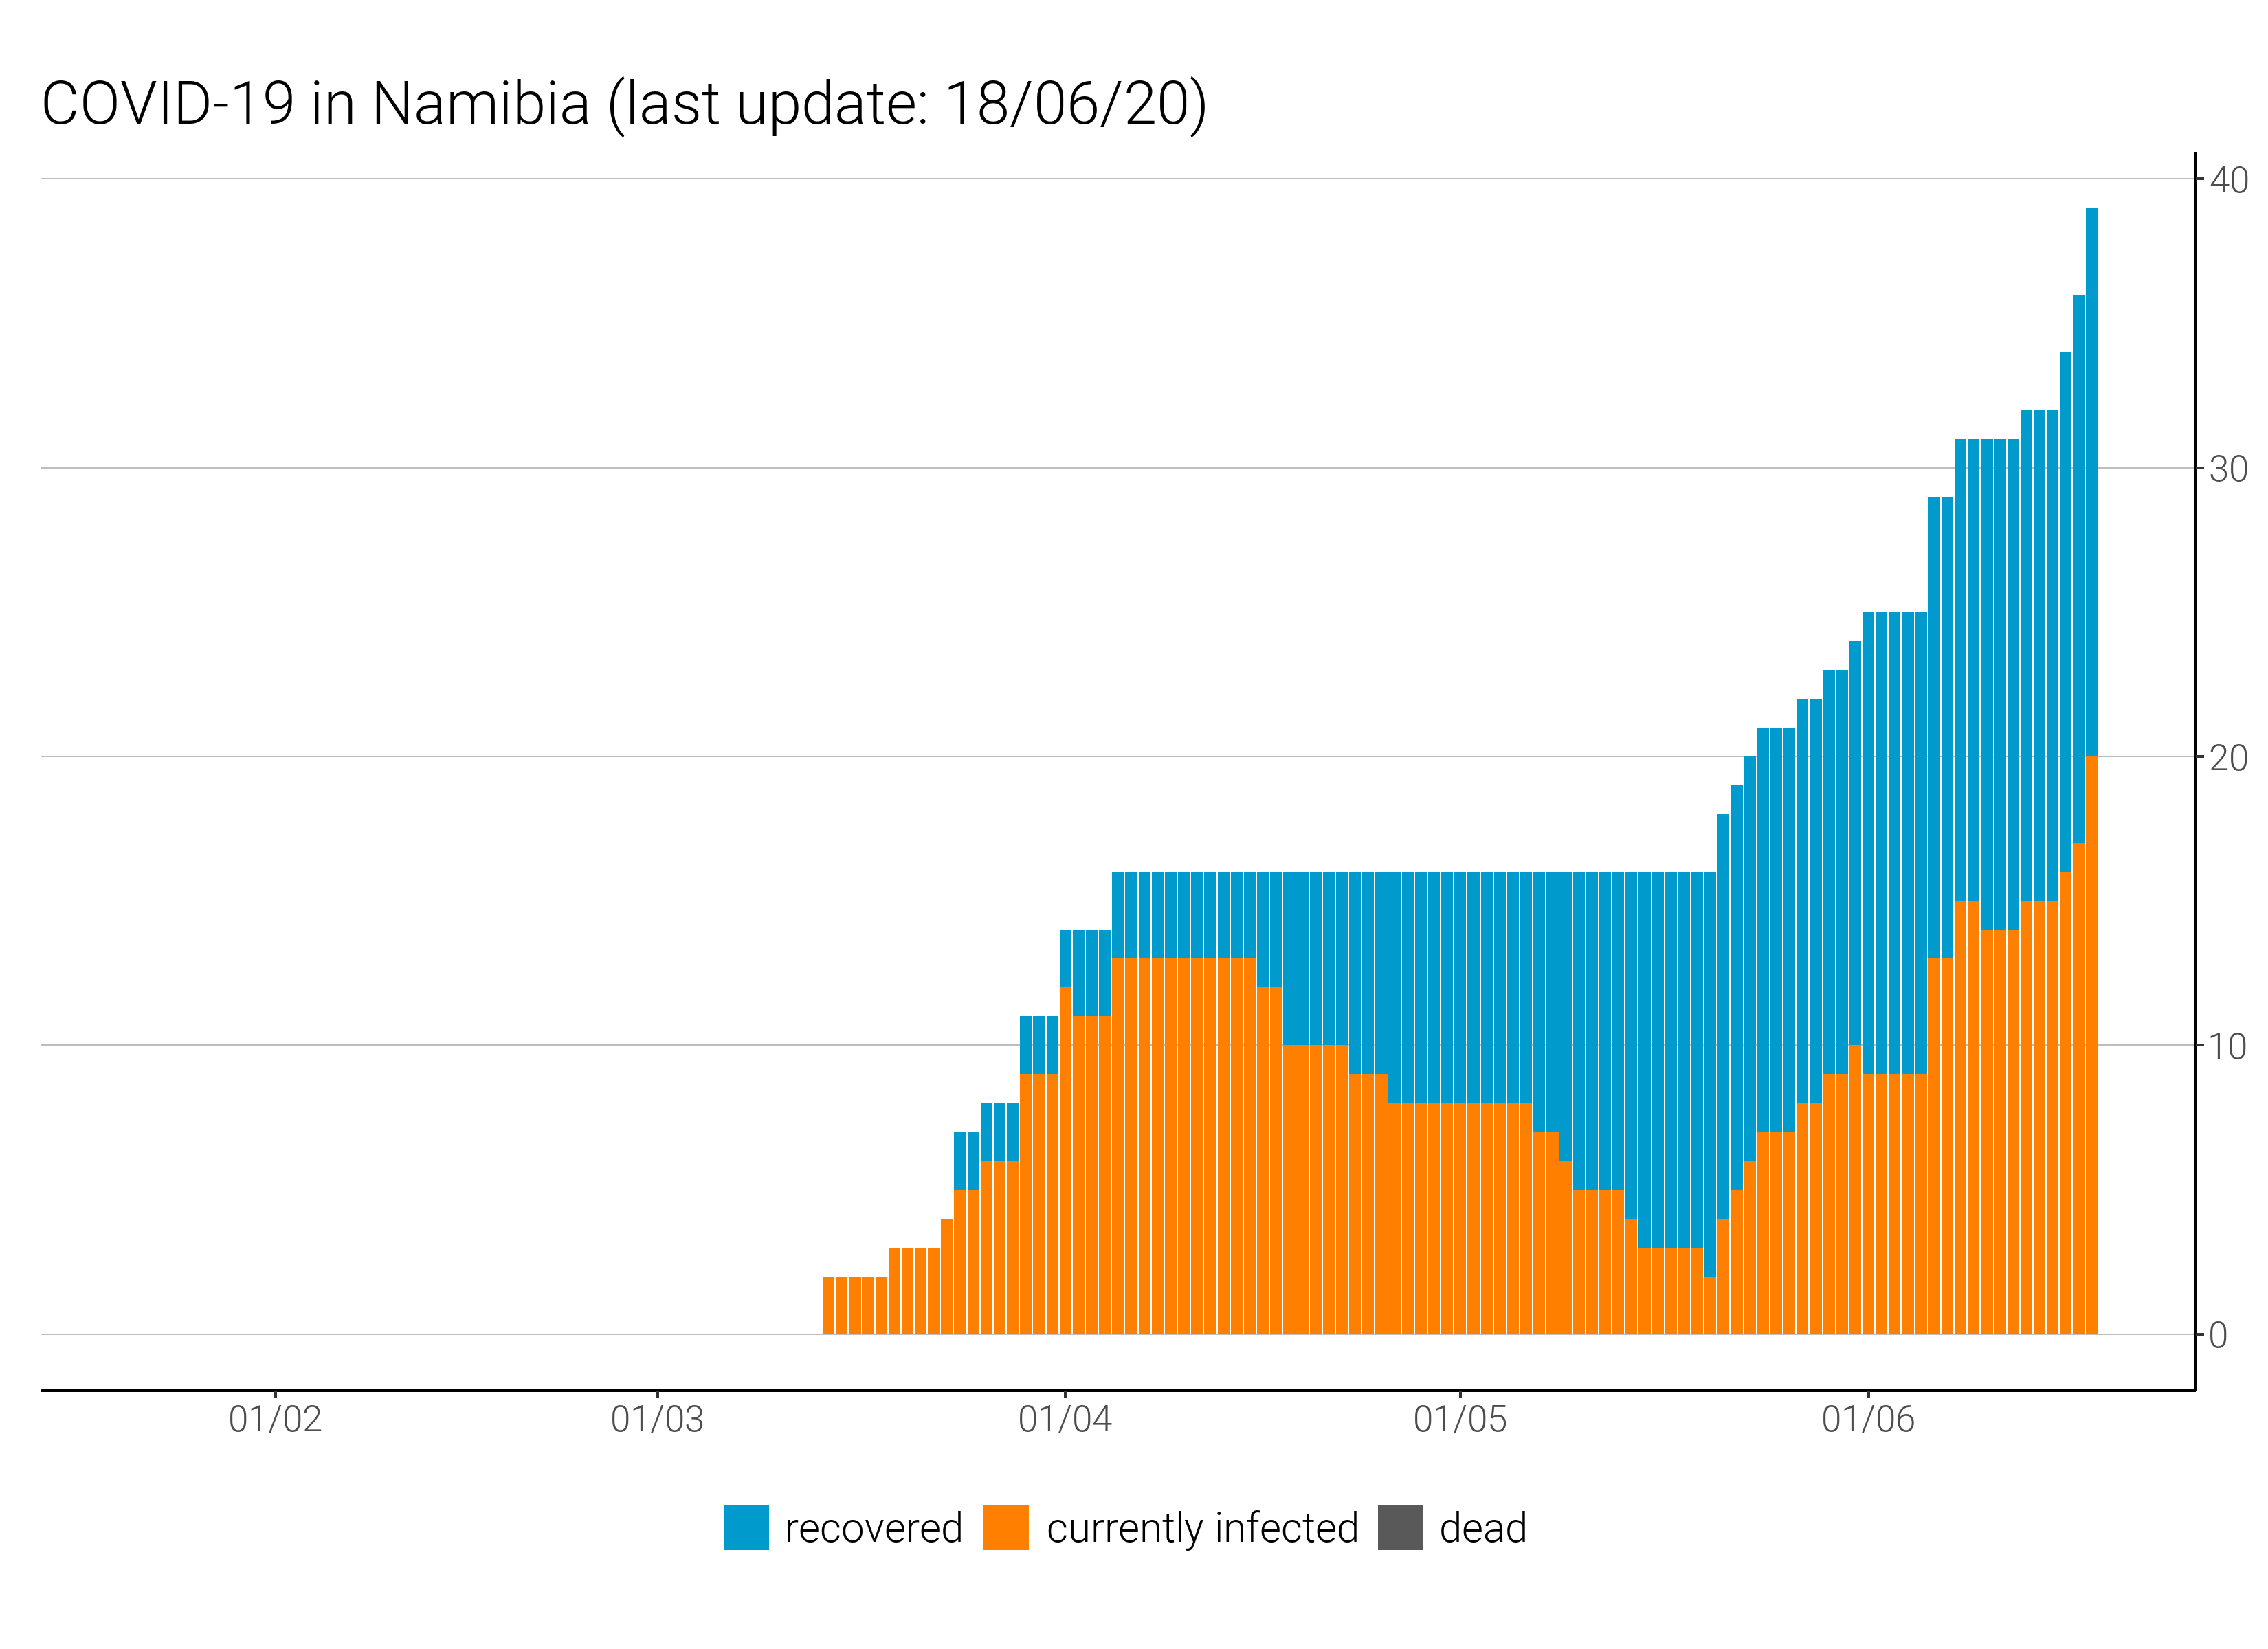 COVID-19 in Namibia (last update: 18/06/20)
40
30
20
10
0
01/02 01/03 01/04 01/05 01/06
recovered currently infected dead